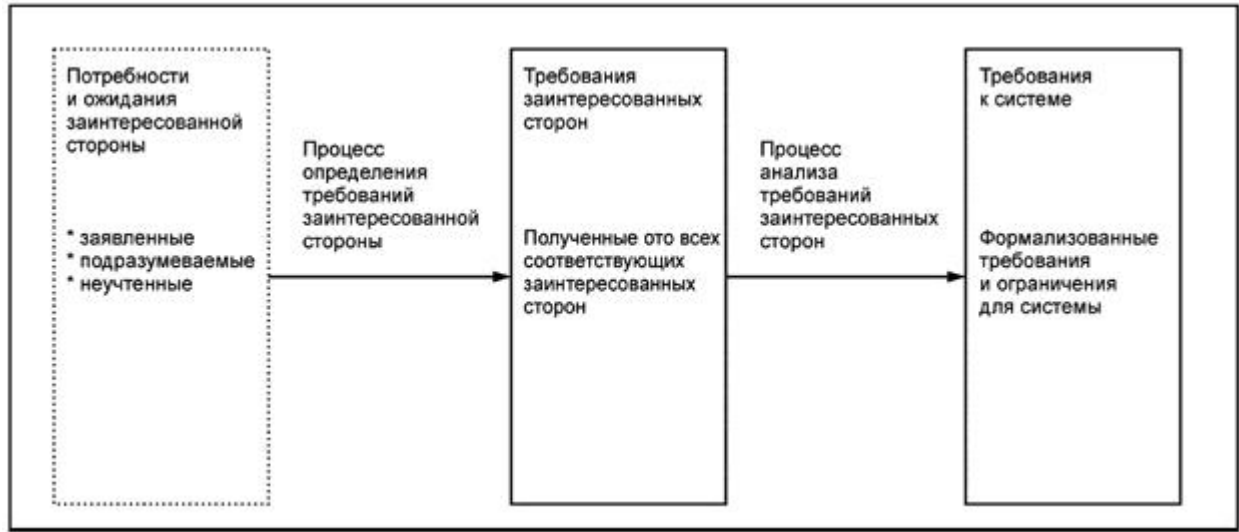 Потребности
и ожидания
заинтересованной
стороны
* заявленные
* подразумеваемые
* неучтенные
Процесс
определения
требований
заинтересованной
стороны
Требования
заинтересованных
сторон
Полученные ото всех
соответствующих
заинтересованных
сторон
Процесс
анализа
требований
заинтересованных
сторон
Требования
к системе
Формализованные
требования
и ограничения
для системы